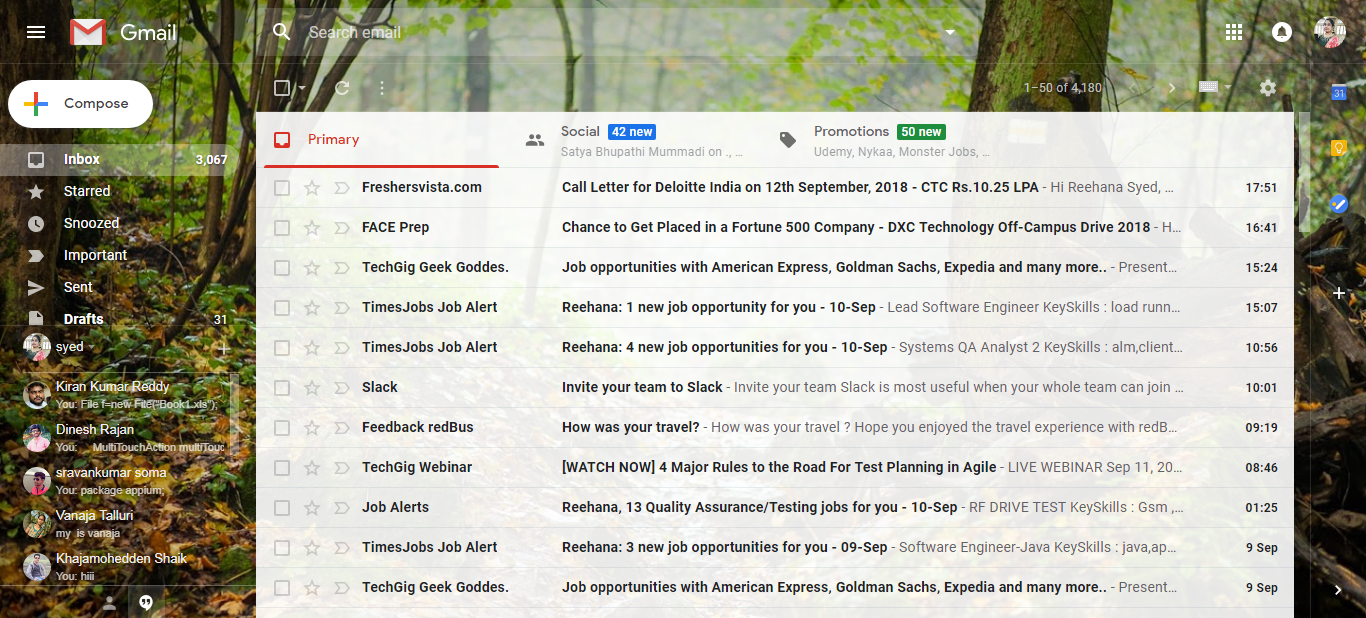 Gmail
Search email
Compose
1–50 of 4,180
31
Primary
Social 42 new
Satya Bhupathi Mummadi on ., …
Promotions 50 new
Udemy, Nykaa, Monster Jobs, …
Inbox 3,067
Starred
Snoozed
Important
Sent
Drafts 31
syed
Kiran Kumar Reddy
You: File f=new File("Book1.xls");
Dinesh Rajan
You: MultiTouchAction multiTouc
sravankumar soma
You: package appium;
Vanaja Talluri
my is vanaja
Khajamohedden Shaik
You: hiii
Freshersvista.com Call Letter for Deloitte India on 12th September, 2018 - CTC Rs.10.25 LPA - Hi Reehana Syed, … 17:51
FACE Prep Chance to Get Placed in a Fortune 500 Company - DXC Technology Off-Campus Drive 2018 - H… 16:41
TechGig Geek Goddes. Job opportunities with American Express, Goldman Sachs, Expedia and many more.. - Present… 15:24
TimesJobs Job Alert Reehana: 1 new job opportunity for you - 10-Sep - Lead Software Engineer KeySkills : load runn… 15:07
TimesJobs Job Alert Reehana: 4 new job opportunities for you - 10-Sep - Systems QA Analyst 2 KeySkills : alm,client… 10:56
Slack Invite your team to Slack - Invite your team Slack is most useful when your whole team can join … 10:01
Feedback redBus How was your travel? - How was your travel ? Hope you enjoyed the travel experience with redB… 09:19
TechGig Webinar [WATCH NOW] 4 Major Rules to the Road For Test Planning in Agile - LIVE WEBINAR Sep 11, 20… 08:46
Job Alerts Reehana, 13 Quality Assurance/Testing jobs for you - 10-Sep - RF DRIVE TEST KeySkills : Gsm ,… 01:25
TimesJobs Job Alert Reehana: 3 new job opportunities for you - 09-Sep - Software Engineer-Java KeySkills : java,ap… 9 Sep
TechGig Geek Goddes. Job opportunities with American Express, Goldman Sachs, Expedia and many more.. - Present… 9 Sep